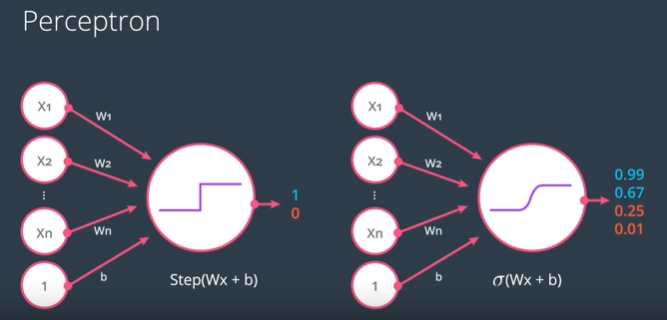 Perceptron
X1
W1
X2
W2
⋮
Xn
Wn
1
b
Step(Wx + b)
1
0
X1
W1
X2
W2
⋮
Xn
Wn
1
b
σ(Wx + b)
0.99
0.67
0.25
0.01